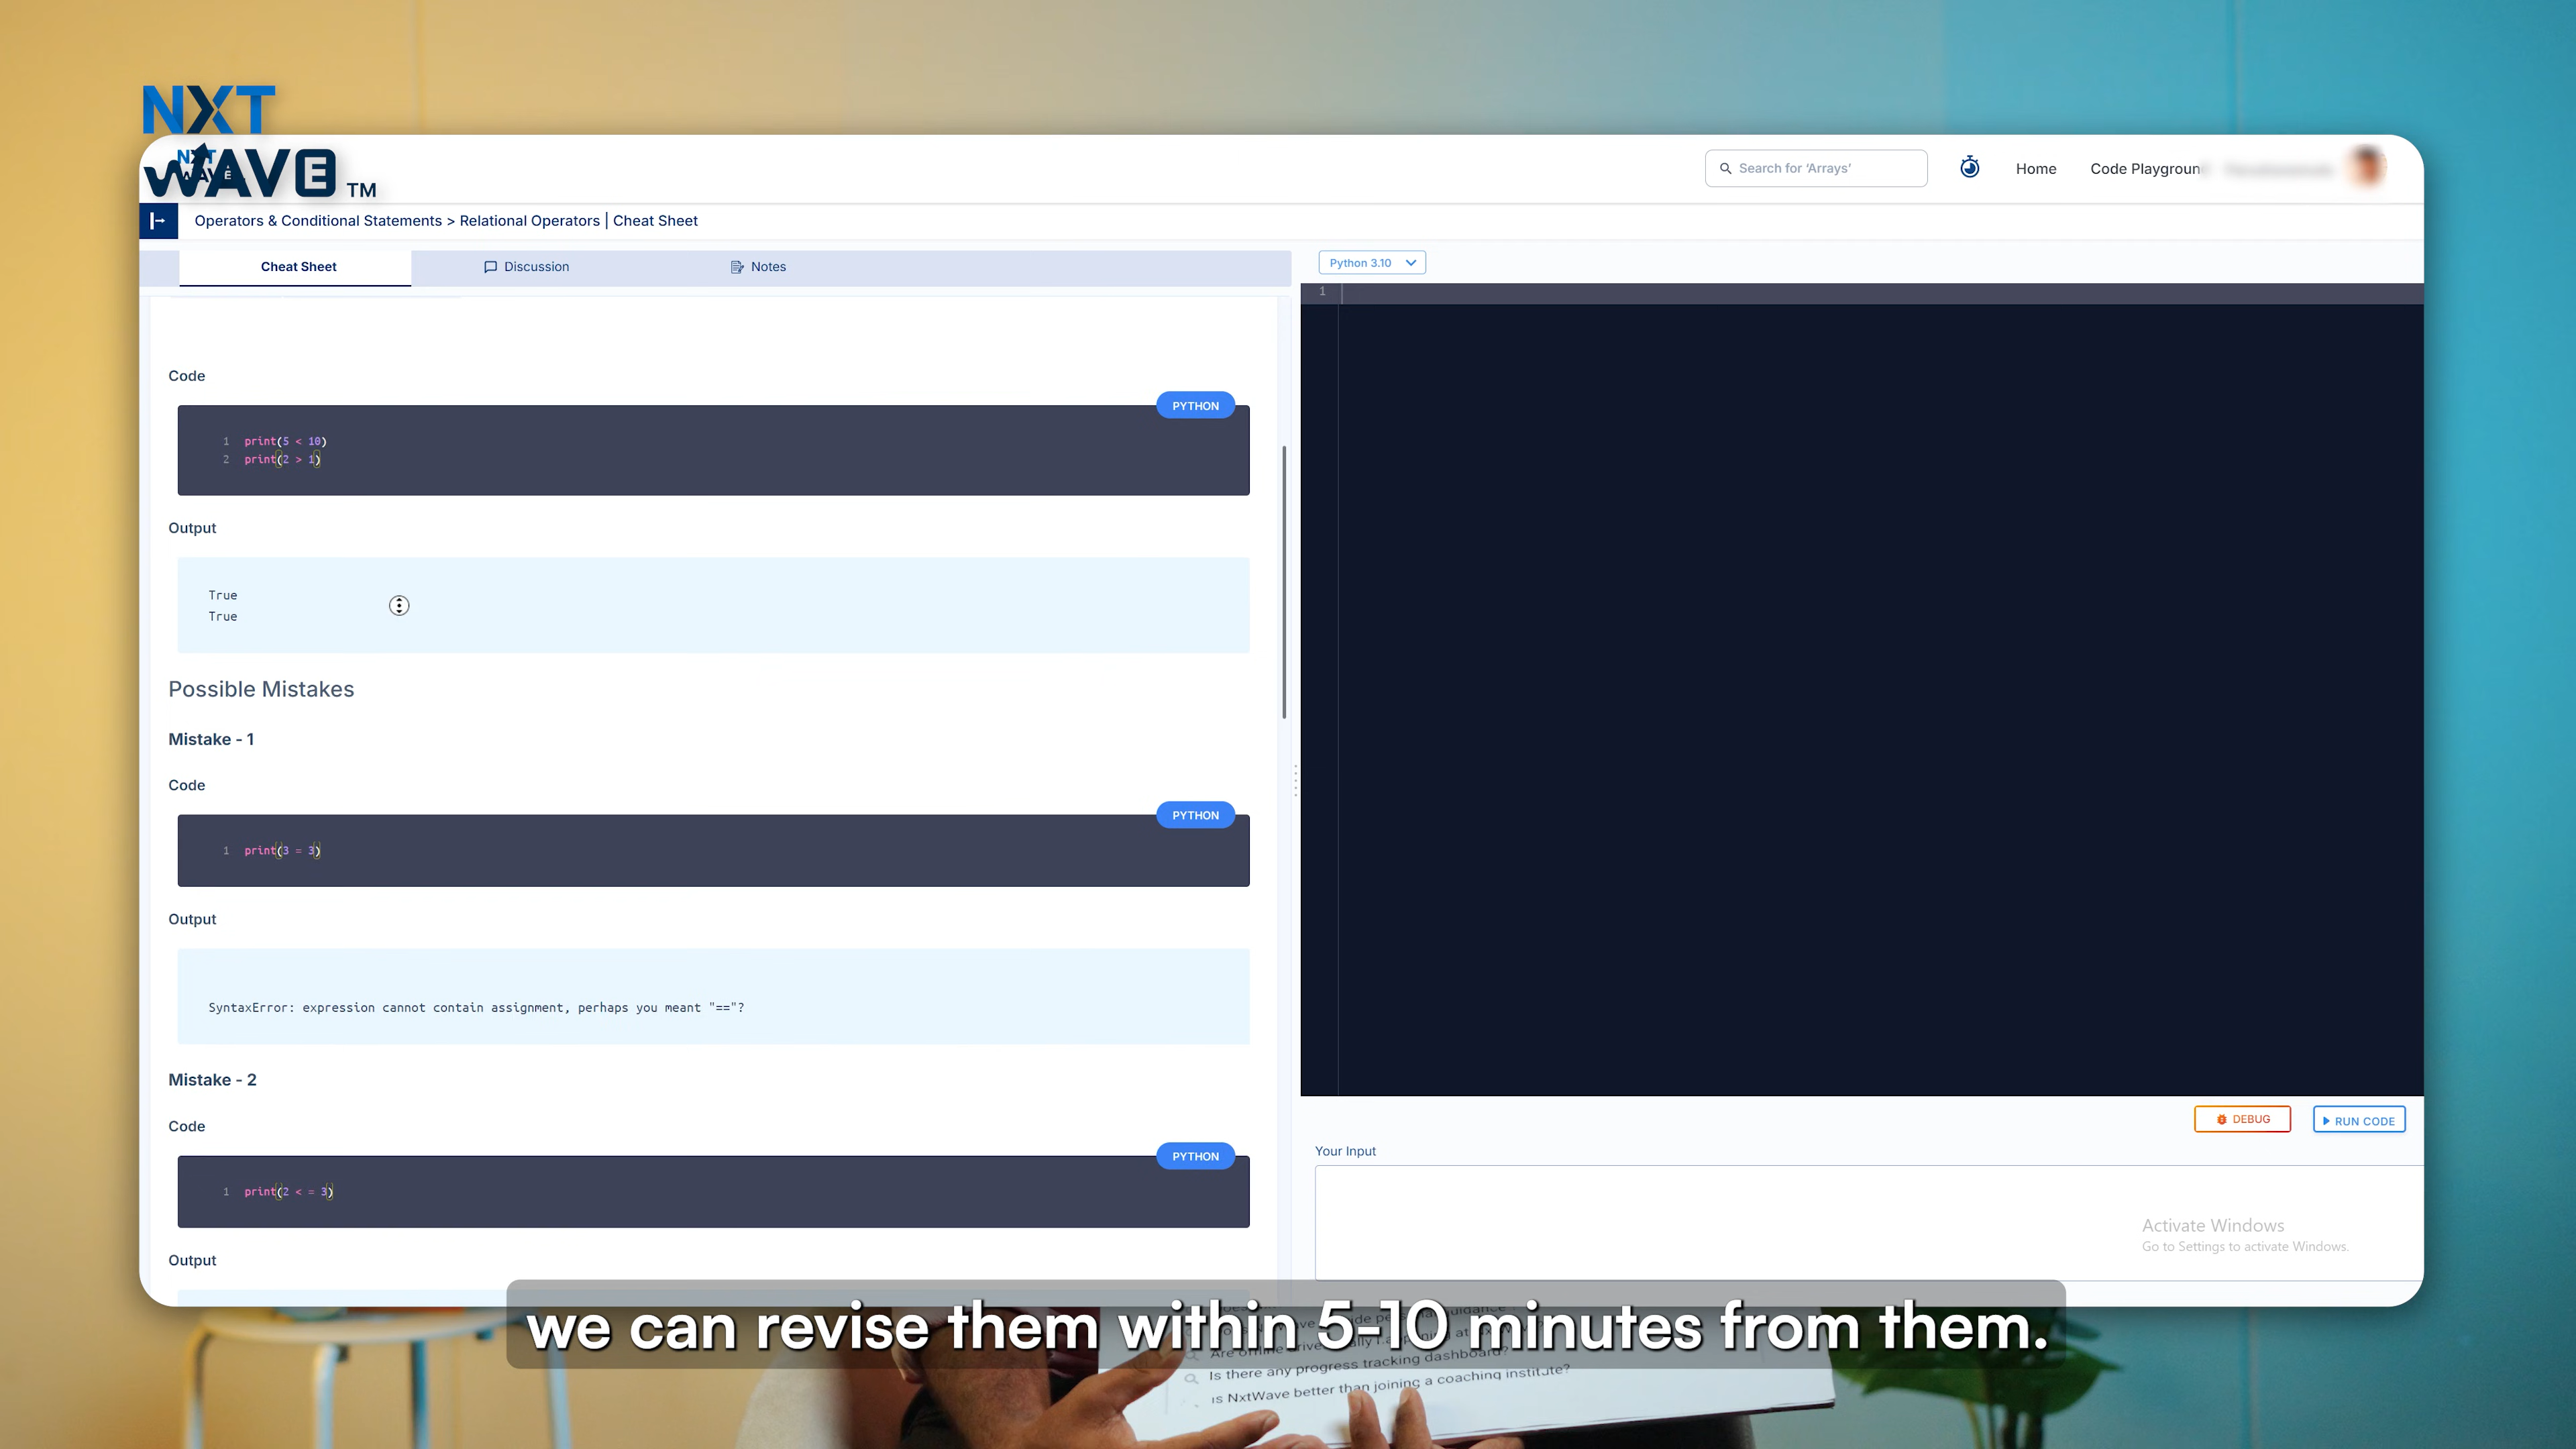 NXT
WAVE TM
NXT
WAVE
Search for ‘Arrays’
Home
Code Playgroun
Operators & Conditional Statements > Relational Operators | Cheat Sheet
Cheat Sheet
Discussion
Notes
Python 3.10
1
Code
PYTHON
1 print(5 < 10)
2 print(2 > 1)
Output
True
True
Possible Mistakes
Mistake - 1
Code
PYTHON
1 print(3 = 3)
Output
SyntaxError: expression cannot contain assignment, perhaps you meant "=="?
Mistake - 2
Code
PYTHON
1 print(2 < = 3)
Output
DEBUG
RUN CODE
Your Input
Activate Windows
Go to Settings to activate Windows.
we can revise them within 5-10 minutes from them.
Is there any progress tracking dashboard?
is NxtWave better than joining a coaching institute?